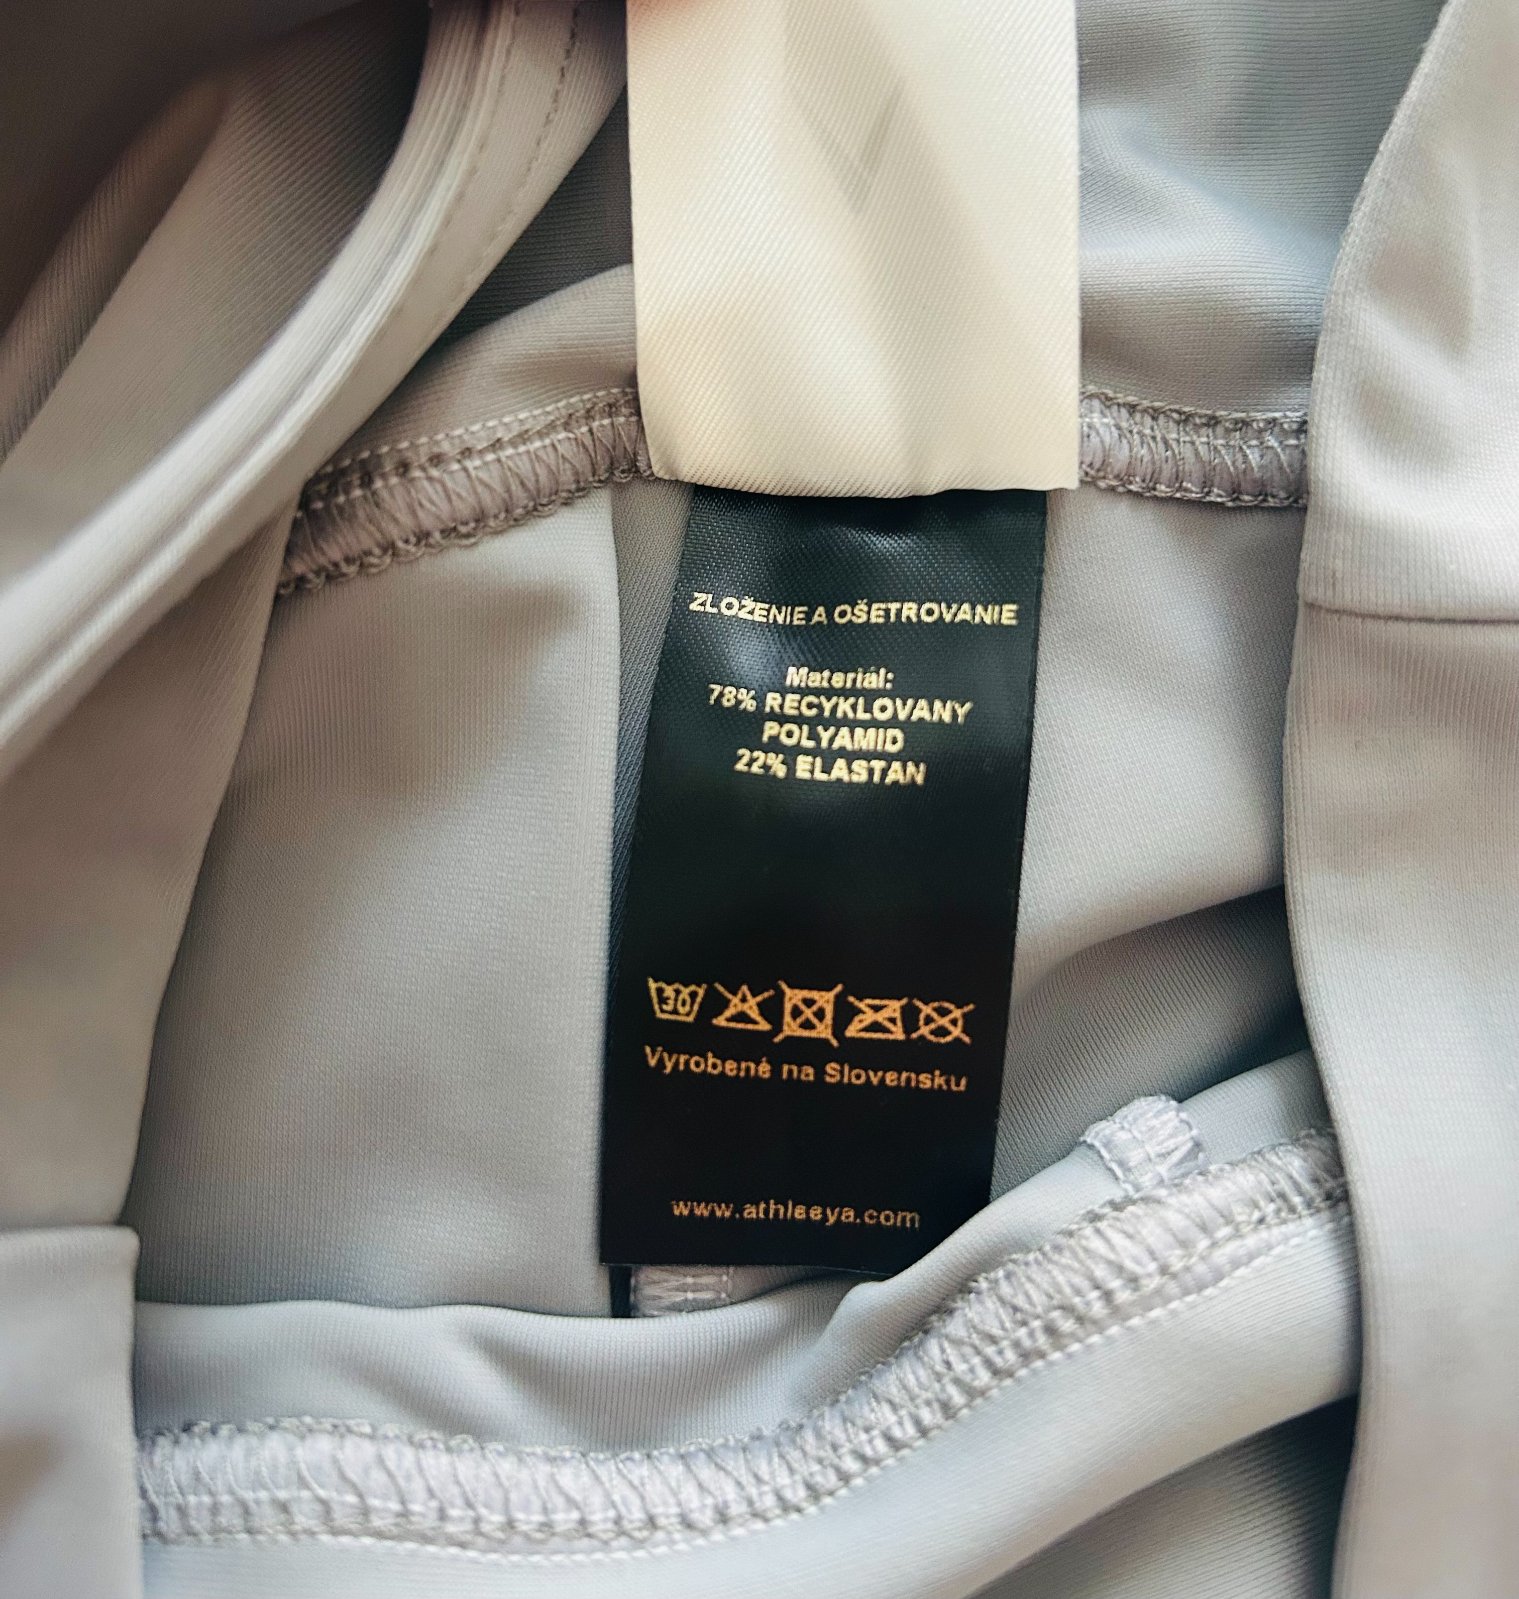 ZLOŽENIE A OŠETROVANIE
Materiál:
78% RECYKLOVANY
POLYAMID
22% ELASTAN
30
Vyrobené na Slovensku
www.athleeya.com